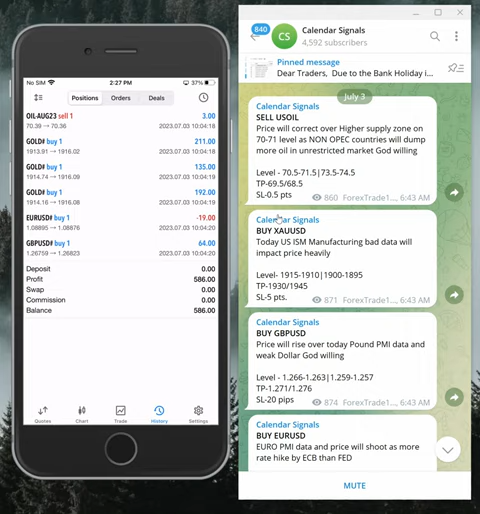 No SIM
2:27 PM
37%
Positions
Orders
Deals
OIL-AUG23 sell 1
3.00
70.39 → 70.36
2023.07.03 10:04:18
GOLD# buy 1
211.00
1913.91 → 1916.02
2023.07.03 10:04:18
GOLD# buy 1
135.00
1914.74 → 1916.09
2023.07.03 10:04:19
GOLD# buy 1
192.00
1914.16 → 1916.08
2023.07.03 10:04:19
EURUSD# buy 1
-19.00
1.08895 → 1.08876
2023.07.03 10:04:19
GBPUSD# buy 1
64.00
1.26759 → 1.26823
2023.07.03 10:04:19
Deposit
0.00
Profit
586.00
Swap
0.00
Commission
0.00
Balance
586.00
Quotes
Chart
Trade
History
Settings
840
CS
Calendar Signals
4,592 subscribers
Pinned message
Dear Traders, Due to the Bank Holiday i...
July 3
Calendar Signals
SELL USOIL
Price will correct over Higher supply zone on
70-71 level as NON OPEC countries will dump
more oil in unrestricted market God willing
Level - 70.5-71.5|73.5-74.5
TP-69.5/68.5
SL-0.5 pts
860 ForexTrade1..., 6:43 AM
Calendar Signals
BUY XAUUSD
Today US ISM Manufacturing bad data will
impact price heavily
Level- 1915-1910|1900-1895
TP-1930/1945
SL-5 pts.
871 ForexTrade1..., 6:43 AM
Calendar Signals
BUY GBPUSD
Price will rise over today Pound PMI data and
weak Dollar God willing
Level - 1.266-1.263|1.259-1.257
TP-1.271/1.276
SL-20 pips
874 ForexTrade1..., 6:43 AM
Calendar Signals
BUY EURUSD
EURO PMI data and price will shoot as more
rate hike by ECB than FED
MUTE